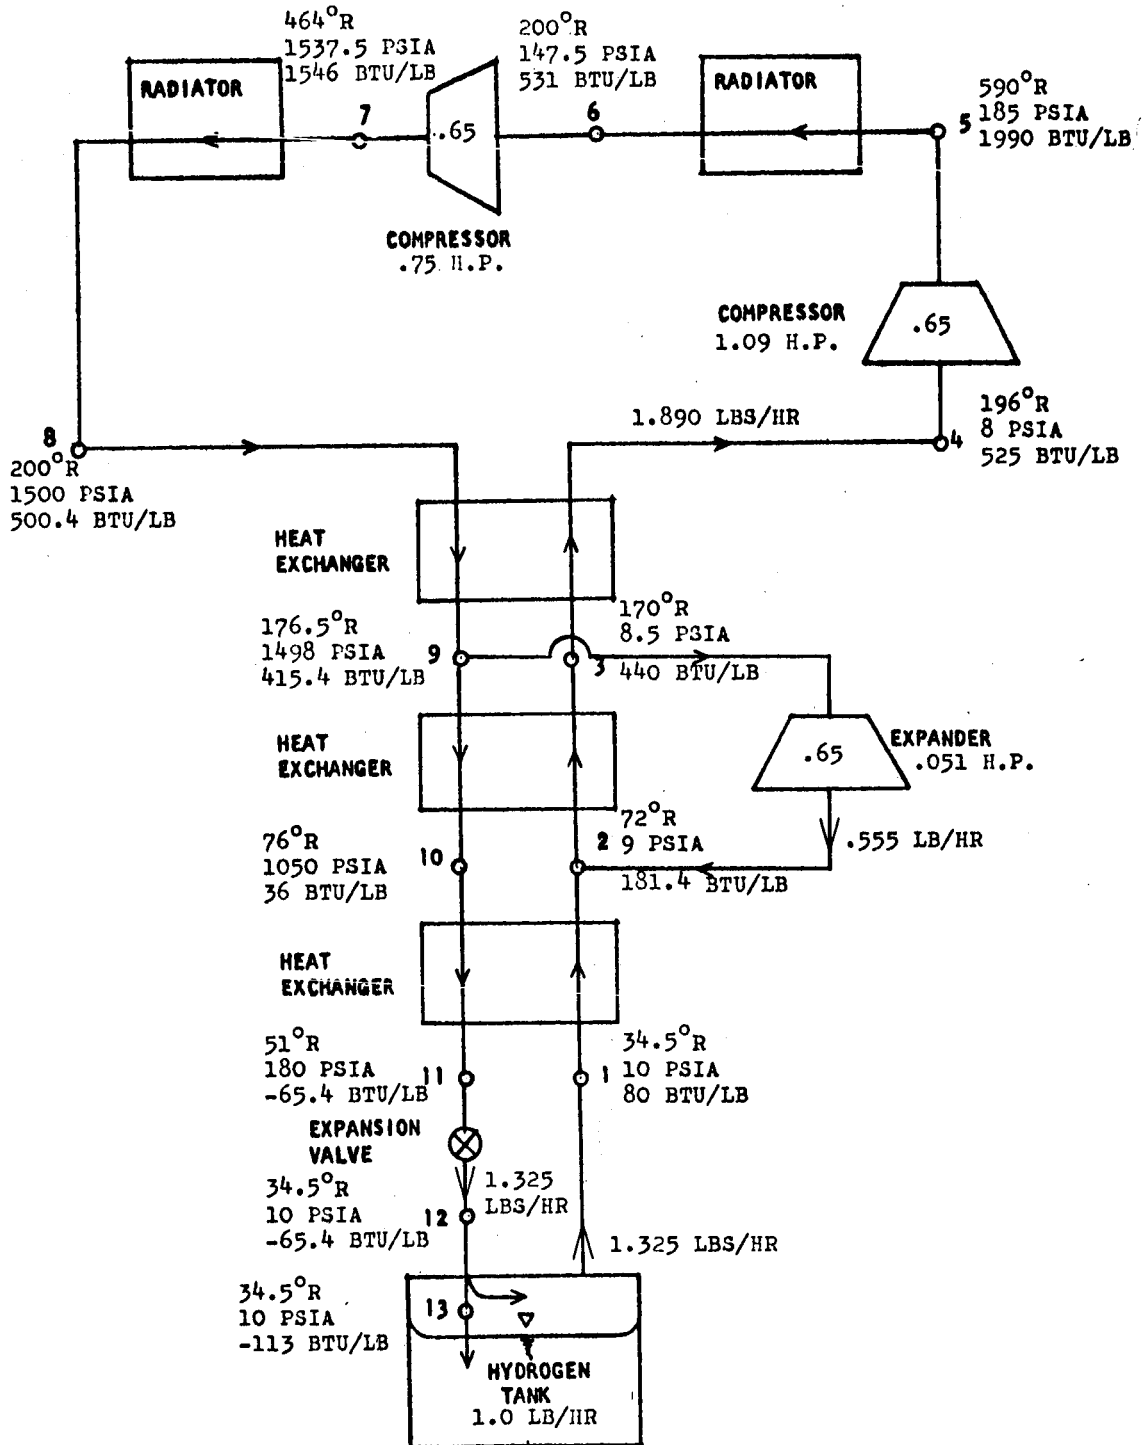 464°R
1537.5 PSIA
1546 BTU/LB
200°R
147.5 PSIA
531 BTU/LB
RADIATOR
7
.65
6
RADIATOR
590°R
185 PSIA
1990 BTU/LB
5
COMPRESSOR
.75 H.P.
COMPRESSOR
1.09 H.P.
.65
1.890 LBS/HR
196°R
8 PSIA
525 BTU/LB
4
8
200°R
1500 PSIA
500.4 BTU/LB
HEAT
EXCHANGER
176.5°R
1498 PSIA
415.4 BTU/LB
9
170°R
8.5 PSIA
3
440 BTU/LB
HEAT
EXCHANGER
.65
EXPANDER
.051 H.P.
76°R
1050 PSIA
36 BTU/LB
10
2
72°R
9 PSIA
181.4 BTU/LB
.555 LB/HR
HEAT
EXCHANGER
51°R
180 PSIA
-65.4 BTU/LB
11
1
34.5°R
10 PSIA
80 BTU/LB
EXPANSION
VALVE
1.325
LBS/HR
34.5°R
10 PSIA
-65.4 BTU/LB
12
1.325 LBS/HR
34.5°R
10 PSIA
-113 BTU/LB
13
HYDROGEN
TANK
1.0 LB/HR